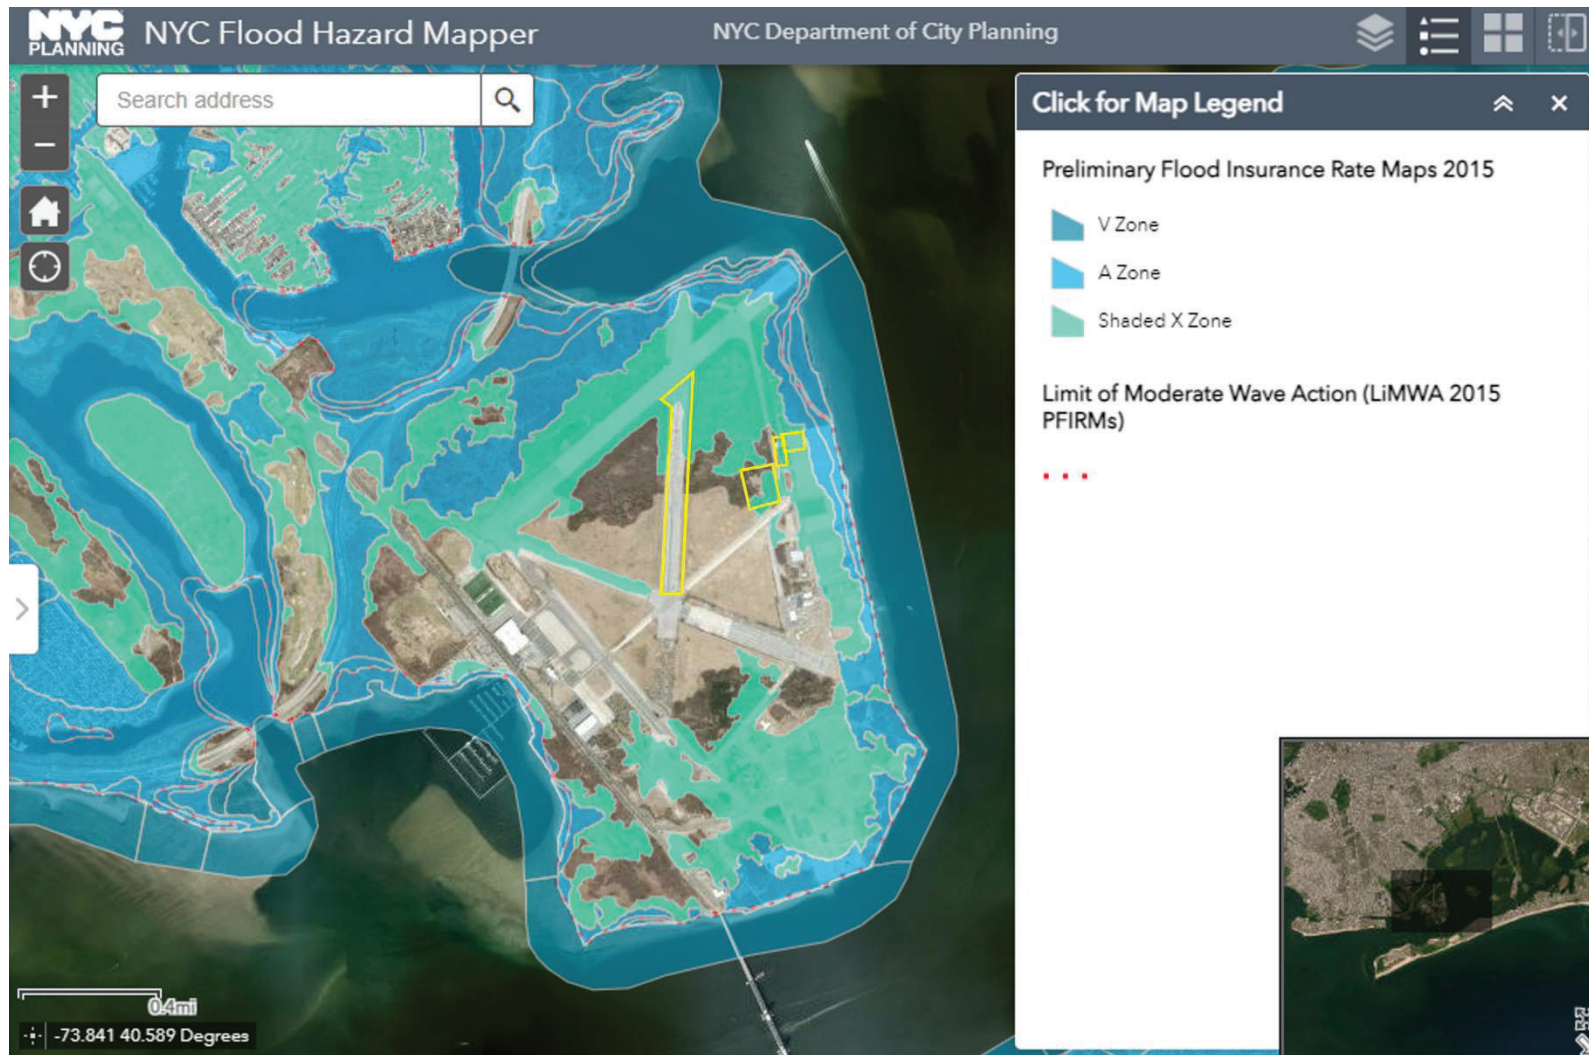 NYC
PLANNING
NYC Flood Hazard Mapper
NYC Department of City Planning
Search address
Click for Map Legend
Preliminary Flood Insurance Rate Maps 2015
V Zone
A Zone
Shaded X Zone
Limit of Moderate Wave Action (LiMWA 2015
PFIRMs)
0.4mi
-73.841 40.589 Degrees